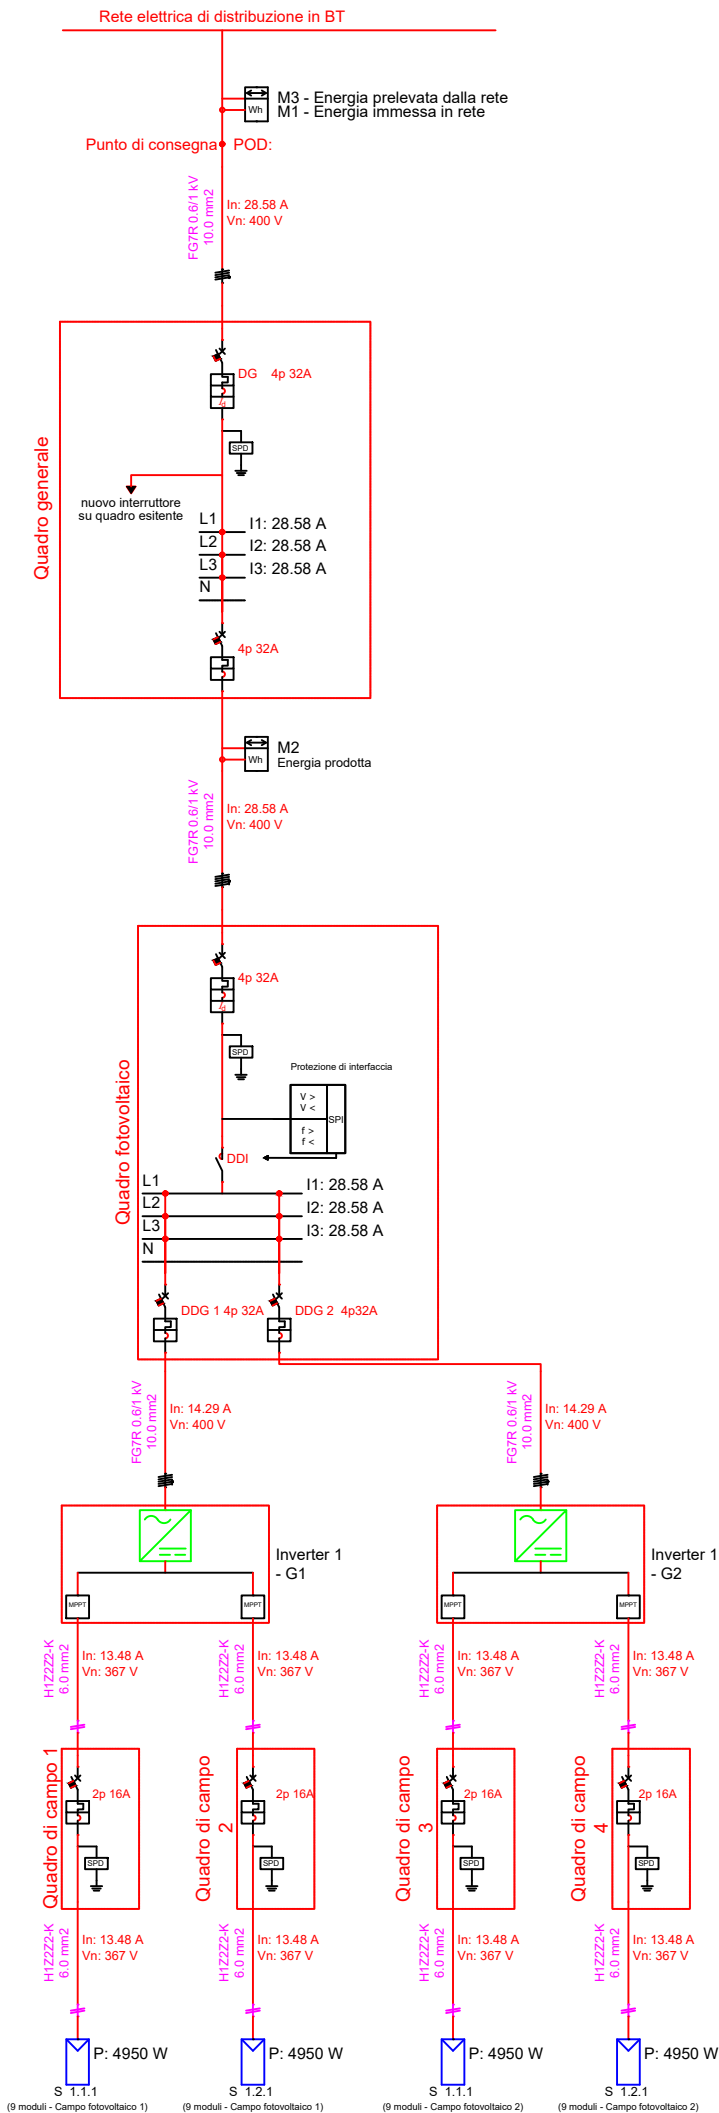 Rete elettrica di distribuzione in BT
M3 - Energia prelevata dalla rete
Wh
M1 - Energia immessa in rete
Punto di consegna POD:
FG7R 0.6/1 kV
10.0 mm2
In: 28.58 A
Vn: 400 V
Quadro generale
DG 4p 32A
SPD
nuovo interruttore
su quadro esitente
L1 I1: 28.58 A
L2 I2: 28.58 A
L3 I3: 28.58 A
N
4p 32A
M2
Wh
Energia prodotta
FG7R 0.6/1 kV
10.0 mm2
In: 28.58 A
Vn: 400 V
Quadro fotovoltaico
4p 32A
SPD
Protezione di interfaccia
V >
V <
SPI
f >
f <
DDI
L1 I1: 28.58 A
L2 I2: 28.58 A
L3 I3: 28.58 A
N
DDG 1 4p 32A
DDG 2 4p32A
FG7R 0.6/1 kV
10.0 mm2
In: 14.29 A
Vn: 400 V
FG7R 0.6/1 kV
10.0 mm2
In: 14.29 A
Vn: 400 V
Inverter 1
- G1
MPPT
MPPT
Inverter 1
- G2
MPPT
MPPT
H1Z2Z2-K
6.0 mm2
In: 13.48 A
Vn: 367 V
H1Z2Z2-K
6.0 mm2
In: 13.48 A
Vn: 367 V
H1Z2Z2-K
6.0 mm2
In: 13.48 A
Vn: 367 V
H1Z2Z2-K
6.0 mm2
In: 13.48 A
Vn: 367 V
Quadro di campo 1
2p 16A
SPD
Quadro di campo
2
2p 16A
SPD
Quadro di campo
3
2p 16A
SPD
Quadro di campo
4
2p 16A
SPD
H1Z2Z2-K
6.0 mm2
In: 13.48 A
Vn: 367 V
H1Z2Z2-K
6.0 mm2
In: 13.48 A
Vn: 367 V
H1Z2Z2-K
6.0 mm2
In: 13.48 A
Vn: 367 V
H1Z2Z2-K
6.0 mm2
In: 13.48 A
Vn: 367 V
P: 4950 W
S 1.1.1
(9 moduli - Campo fotovoltaico 1)
P: 4950 W
S 1.2.1
(9 moduli - Campo fotovoltaico 1)
P: 4950 W
S 1.1.1
(9 moduli - Campo fotovoltaico 2)
P: 4950 W
S 1.2.1
(9 moduli - Campo fotovoltaico 2)